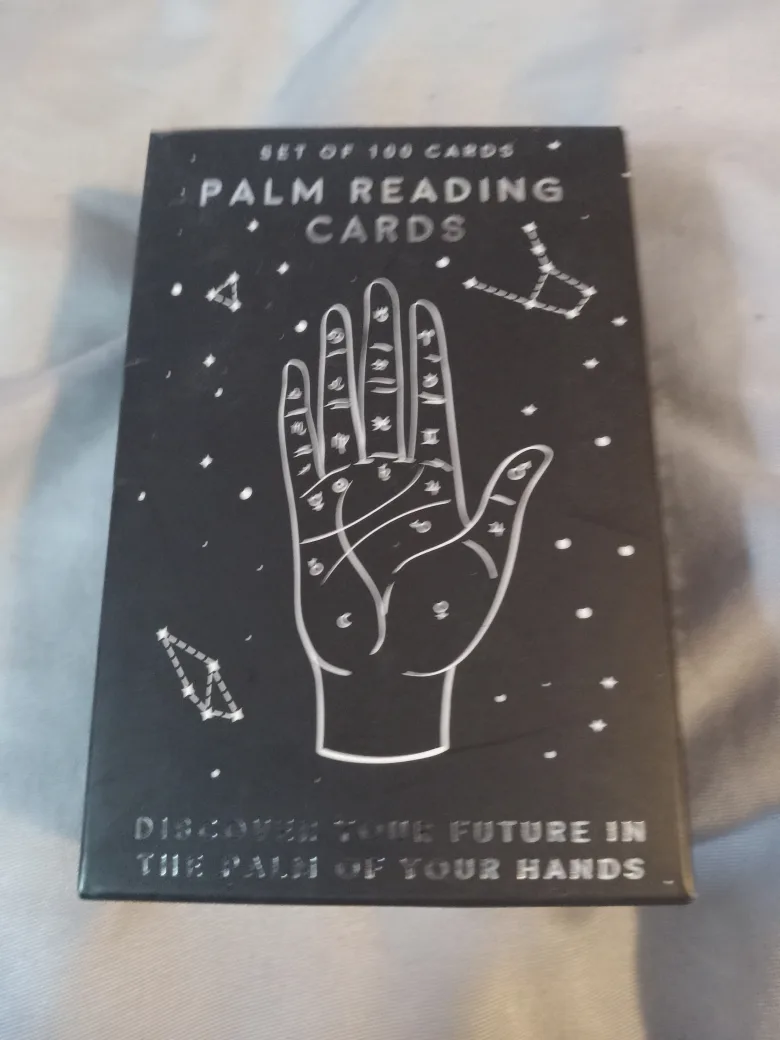 SET OF 100 CARDS
PALM READING
CARDS
DISCOVER YOUR FUTURE IN
THE PALM OF YOUR HANDS